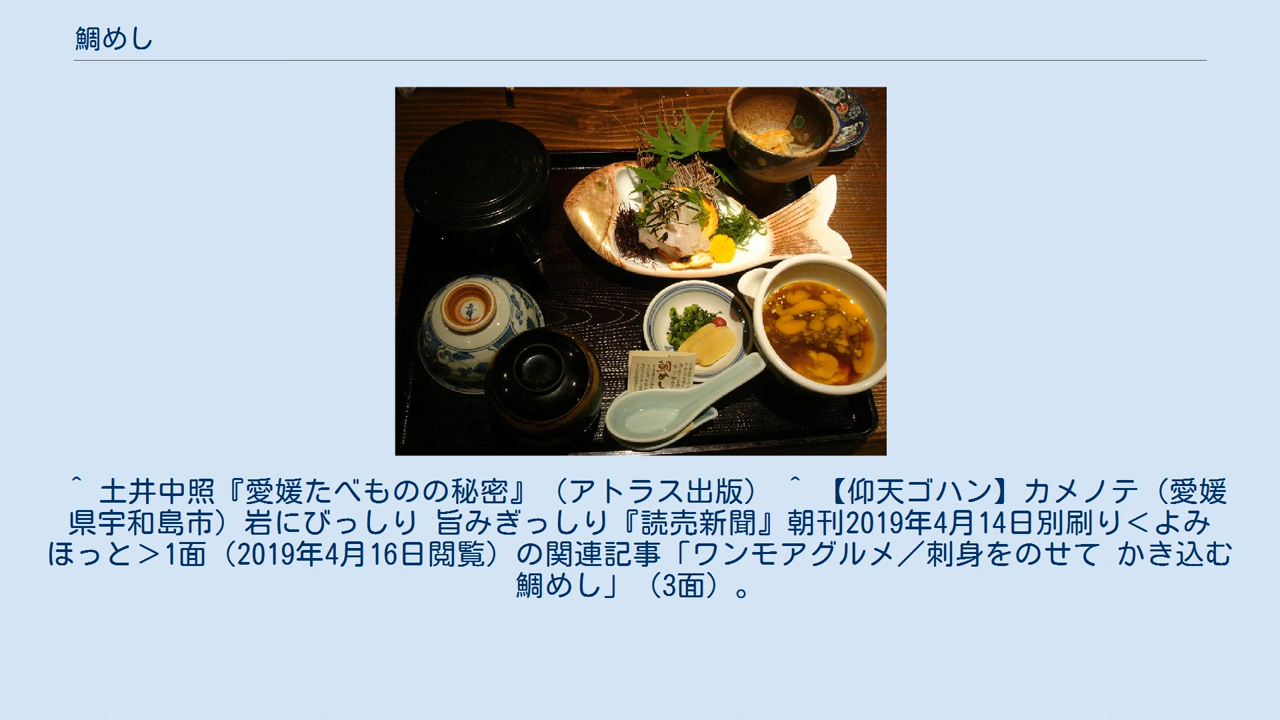 鯛めし
鯛めし
^ 土井中照『愛媛たべものの秘密』（アトラス出版） ^ 【仰天ゴハン】カメノテ（愛媛
県宇和島市）岩にびっしり 旨みぎっしり『読売新聞』朝刊2019年4月14日別刷り＜よみ
ほっと＞1面（2019年4月16日閲覧）の関連記事「ワンモアグルメ／刺身をのせて かき込む
鯛めし」（3面）。